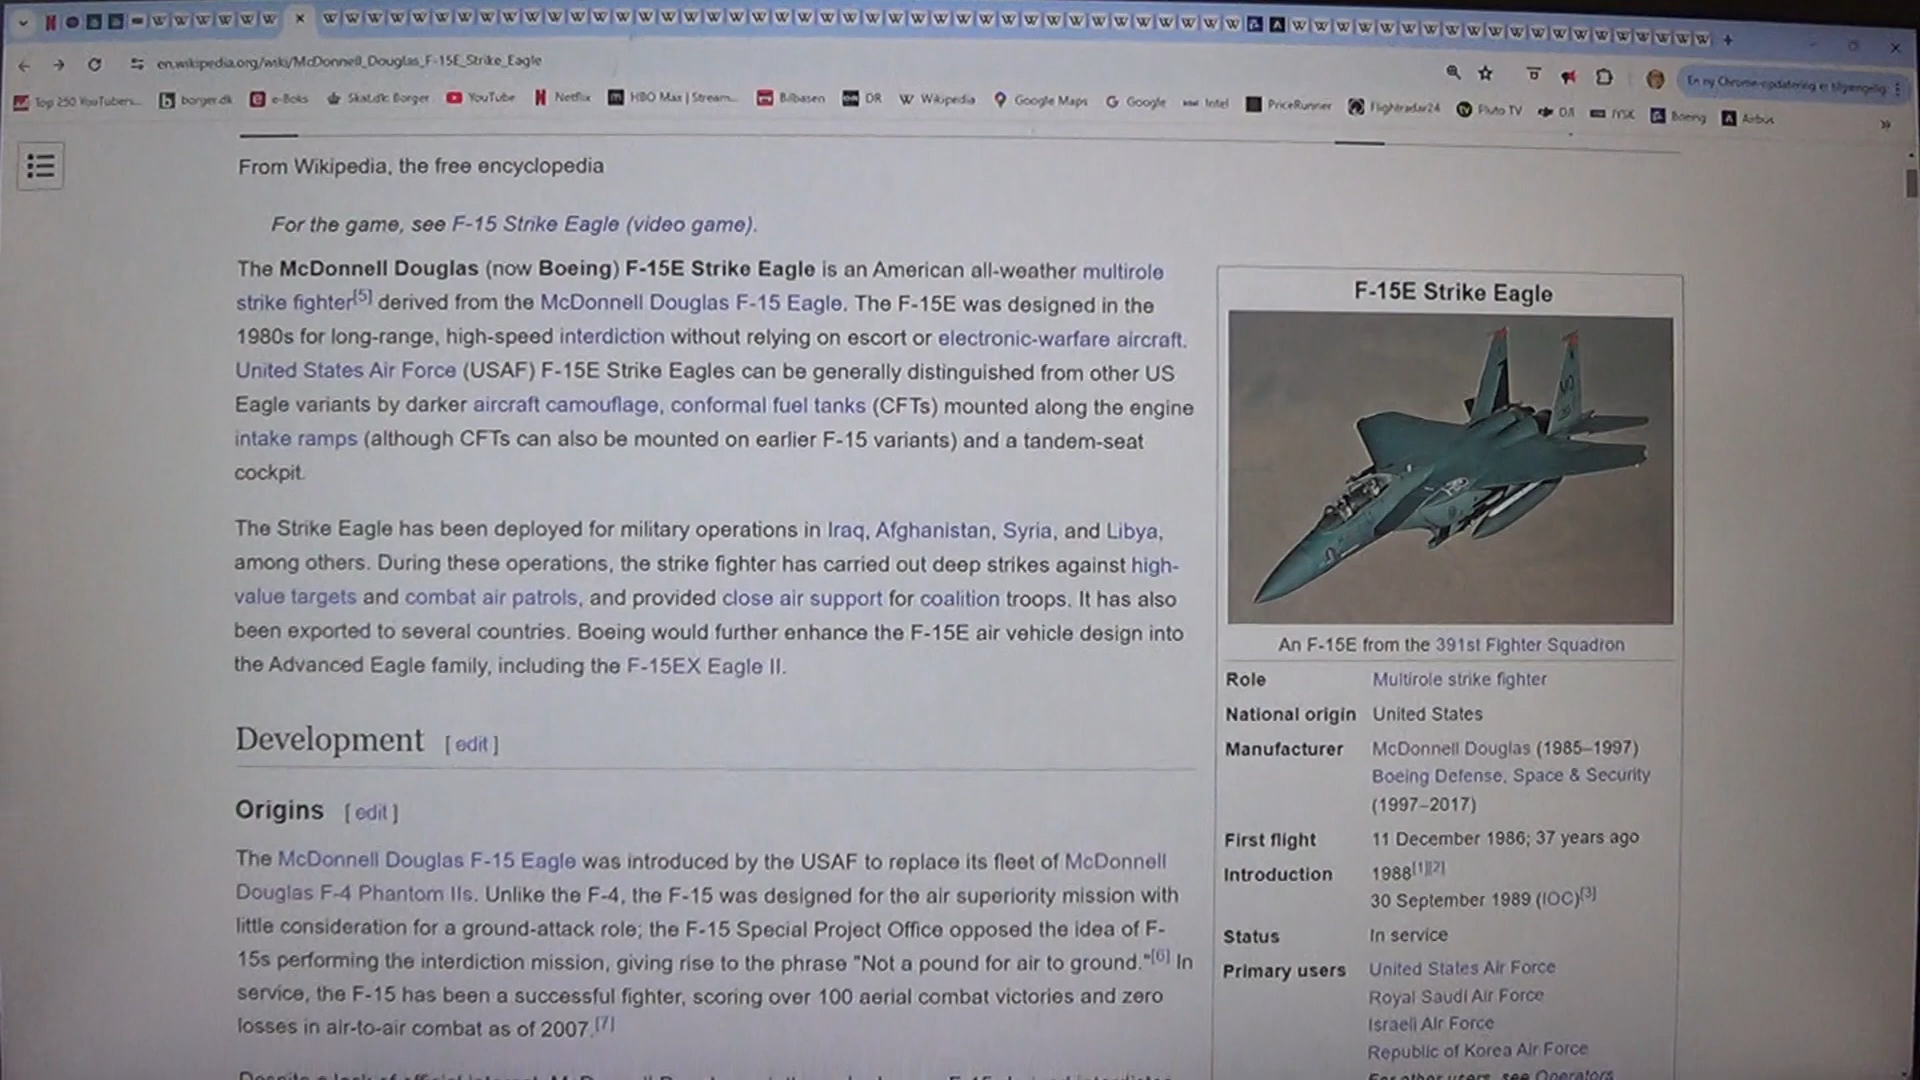 en.wikipedia.org/wiki/McDonnell_Douglas_F-15E_Strike_Eagle
En ny Chrome-opdatering er tilgængelig
Top 250 YouTubers... borger.dk e-Boks Skat.dk: Borger YouTube Netflix HBO Max | Stream... Bilbasen DR Wikipedia Google Maps Google Intel PriceRunner Flightradar24 Pluto TV DJI JYSK Boeing Airbus »
From Wikipedia, the free encyclopedia
For the game, see F-15 Strike Eagle (video game).
The McDonnell Douglas (now Boeing) F-15E Strike Eagle is an American all-weather multirole
strike fighter[5] derived from the McDonnell Douglas F-15 Eagle. The F-15E was designed in the
1980s for long-range, high-speed interdiction without relying on escort or electronic-warfare aircraft.
United States Air Force (USAF) F-15E Strike Eagles can be generally distinguished from other US
Eagle variants by darker aircraft camouflage, conformal fuel tanks (CFTs) mounted along the engine
intake ramps (although CFTs can also be mounted on earlier F-15 variants) and a tandem-seat
cockpit.
The Strike Eagle has been deployed for military operations in Iraq, Afghanistan, Syria, and Libya,
among others. During these operations, the strike fighter has carried out deep strikes against high-
value targets and combat air patrols, and provided close air support for coalition troops. It has also
been exported to several countries. Boeing would further enhance the F-15E air vehicle design into
the Advanced Eagle family, including the F-15EX Eagle II.
Development [ edit ]
Origins [ edit ]
The McDonnell Douglas F-15 Eagle was introduced by the USAF to replace its fleet of McDonnell
Douglas F-4 Phantom IIs. Unlike the F-4, the F-15 was designed for the air superiority mission with
little consideration for a ground-attack role; the F-15 Special Project Office opposed the idea of F-
15s performing the interdiction mission, giving rise to the phrase "Not a pound for air to ground."[6] In
service, the F-15 has been a successful fighter, scoring over 100 aerial combat victories and zero
losses in air-to-air combat as of 2007.[7]
F-15E Strike Eagle
An F-15E from the 391st Fighter Squadron
Role Multirole strike fighter
National origin United States
Manufacturer McDonnell Douglas (1985–1997)
Boeing Defense, Space & Security
(1997–2017)
First flight 11 December 1986; 37 years ago
Introduction 1988[1][2]
30 September 1989 (IOC)[3]
Status In service
Primary users United States Air Force
Royal Saudi Air Force
Israeli Air Force
Republic of Korea Air Force
For other users, see Operators